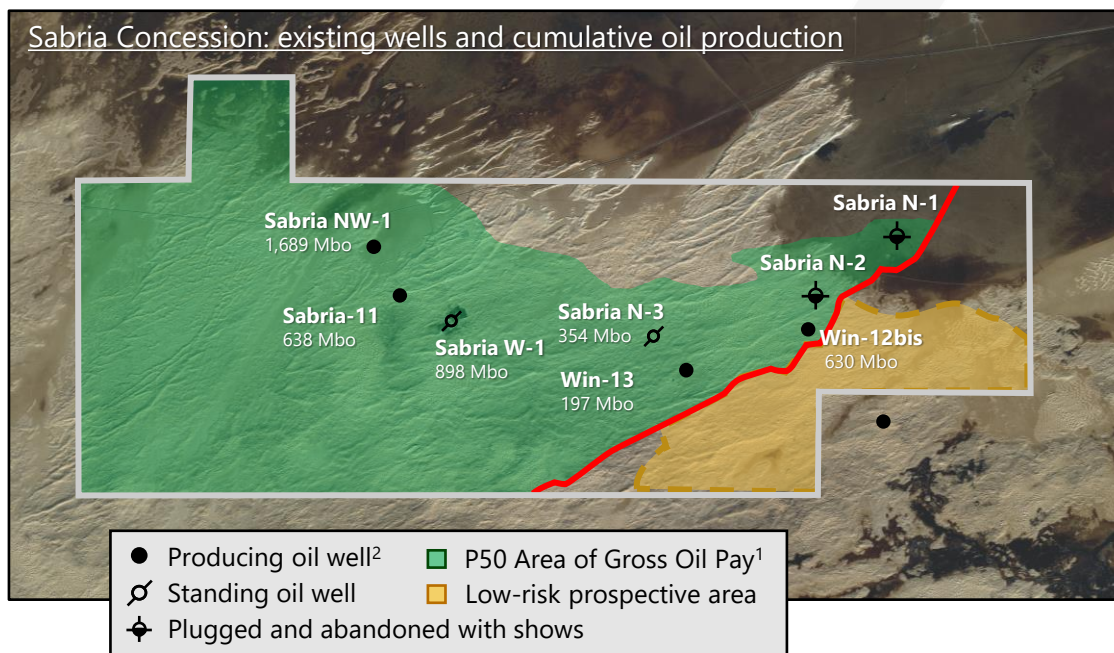 Sabria Concession: existing wells and cumulative oil production
Sabria N-1
Sabria NW-1
1,689 Mbo
Sabria N-2
Sabria-11
638 Mbo
Sabria N-3
354 Mbo
Sabria W-1
898 Mbo
Win-12bis
630 Mbo
Win-13
197 Mbo
Producing oil well2
P50 Area of Gross Oil Pay1
Standing oil well
Low-risk prospective area
Plugged and abandoned with shows